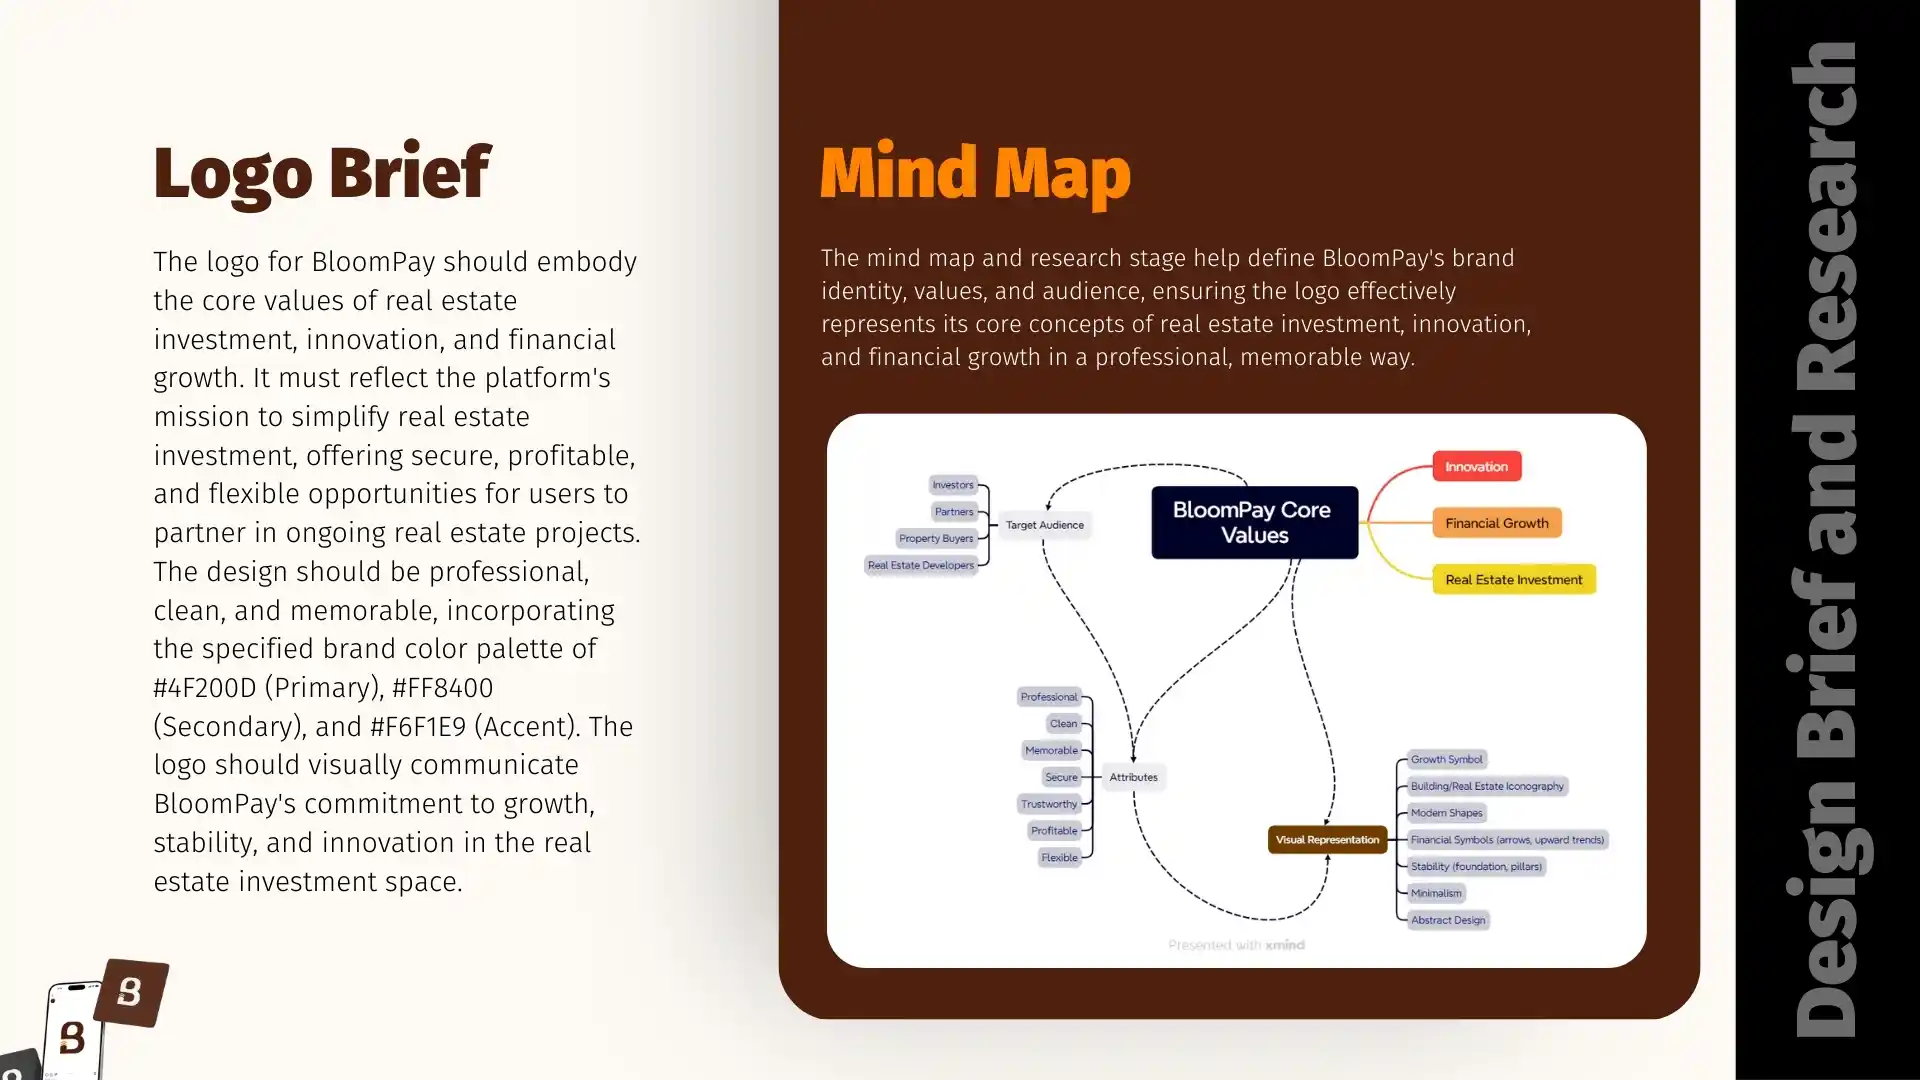 Logo Brief
The logo for BloomPay should embody
the core values of real estate
investment, innovation, and financial
growth. It must reflect the platform's
mission to simplify real estate
investment, offering secure, profitable,
and flexible opportunities for users to
partner in ongoing real estate projects.
The design should be professional,
clean, and memorable, incorporating
the specified brand color palette of
#4F200D (Primary), #FF8400
(Secondary), and #F6F1E9 (Accent). The
logo should visually communicate
BloomPay's commitment to growth,
stability, and innovation in the real
estate investment space.
B
B
Mind Map
The mind map and research stage help define BloomPay's brand
identity, values, and audience, ensuring the logo effectively
represents its core concepts of real estate investment, innovation,
and financial growth in a professional, memorable way.
BloomPay Core
Values
Innovation
Financial Growth
Real Estate Investment
Target Audience
Investors
Partners
Property Buyers
Real Estate Developers
Attributes
Professional
Clean
Memorable
Secure
Trustworthy
Profitable
Flexible
Visual Representation
Growth Symbol
Building/Real Estate Iconography
Modern Shapes
Financial Symbols (arrows, upward trends)
Stability (foundation, pillars)
Minimalism
Abstract Design
Presented with xmind
Design Brief and Research